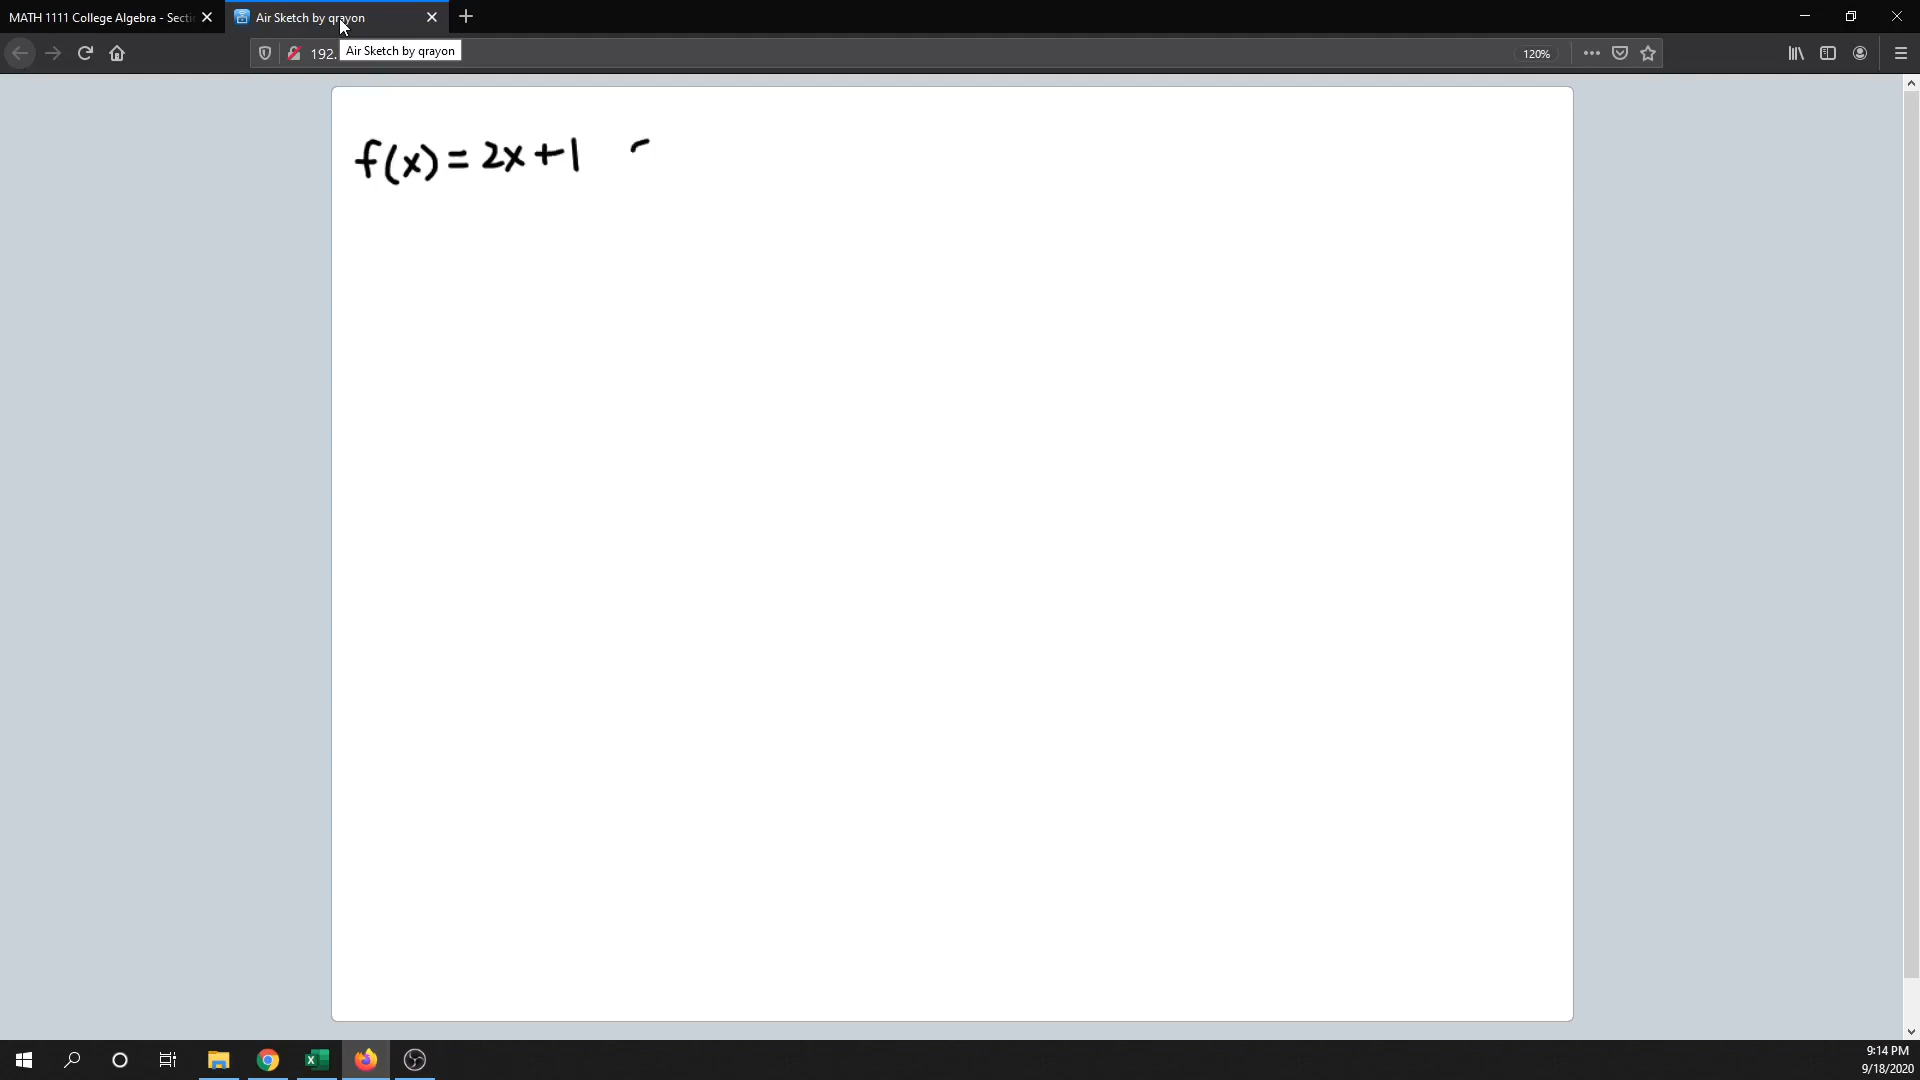 MATH 1111 College Algebra - Secti
Air Sketch by qrayon
192.
Air Sketch by qrayon
120%
f(x) = 2x + 1
9:14 PM
9/18/2020